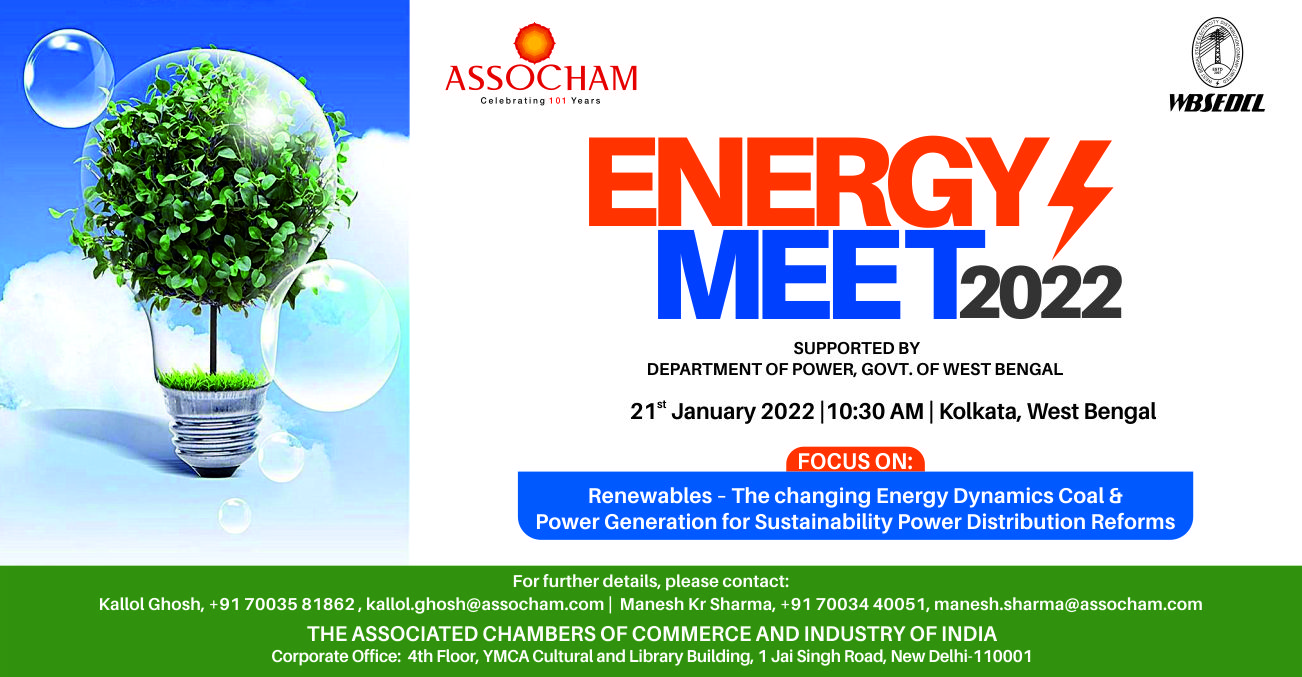 ASSOCHAM
Celebrating 101 Years
WBSEDCL
ENERGY
MEET 2022
SUPPORTED BY
DEPARTMENT OF POWER, GOVT. OF WEST BENGAL
21st January 2022 |10:30 AM | Kolkata, West Bengal
FOCUS ON:
Renewables – The changing Energy Dynamics Coal &
Power Generation for Sustainability Power Distribution Reforms
For further details, please contact:
Kallol Ghosh, +91 70035 81862 , kallol.ghosh@assocham.com | Manesh Kr Sharma, +91 70034 40051, manesh.sharma@assocham.com
THE ASSOCIATED CHAMBERS OF COMMERCE AND INDUSTRY OF INDIA
Corporate Office: 4th Floor, YMCA Cultural and Library Building, 1 Jai Singh Road, New Delhi-110001